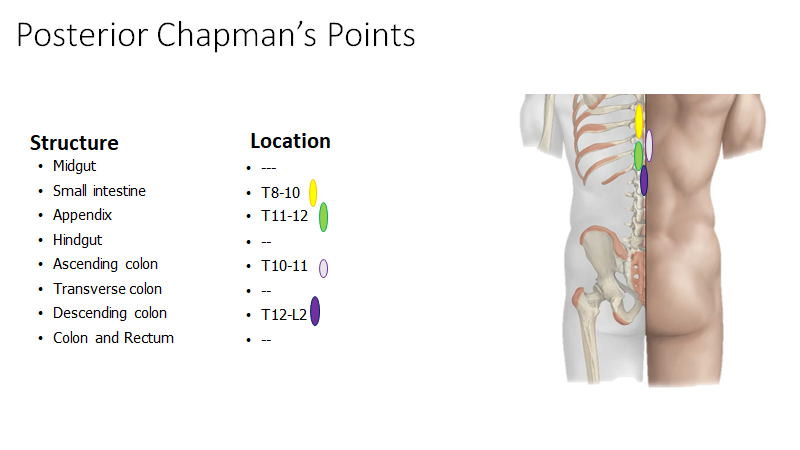 Posterior Chapman’s Points
Structure
• Midgut
• Small intestine
• Appendix
• Hindgut
• Ascending colon
• Transverse colon
• Descending colon
• Colon and Rectum
Location
• ---
• T8-10
• T11-12
• --
• T10-11
• --
• T12-L2
• --